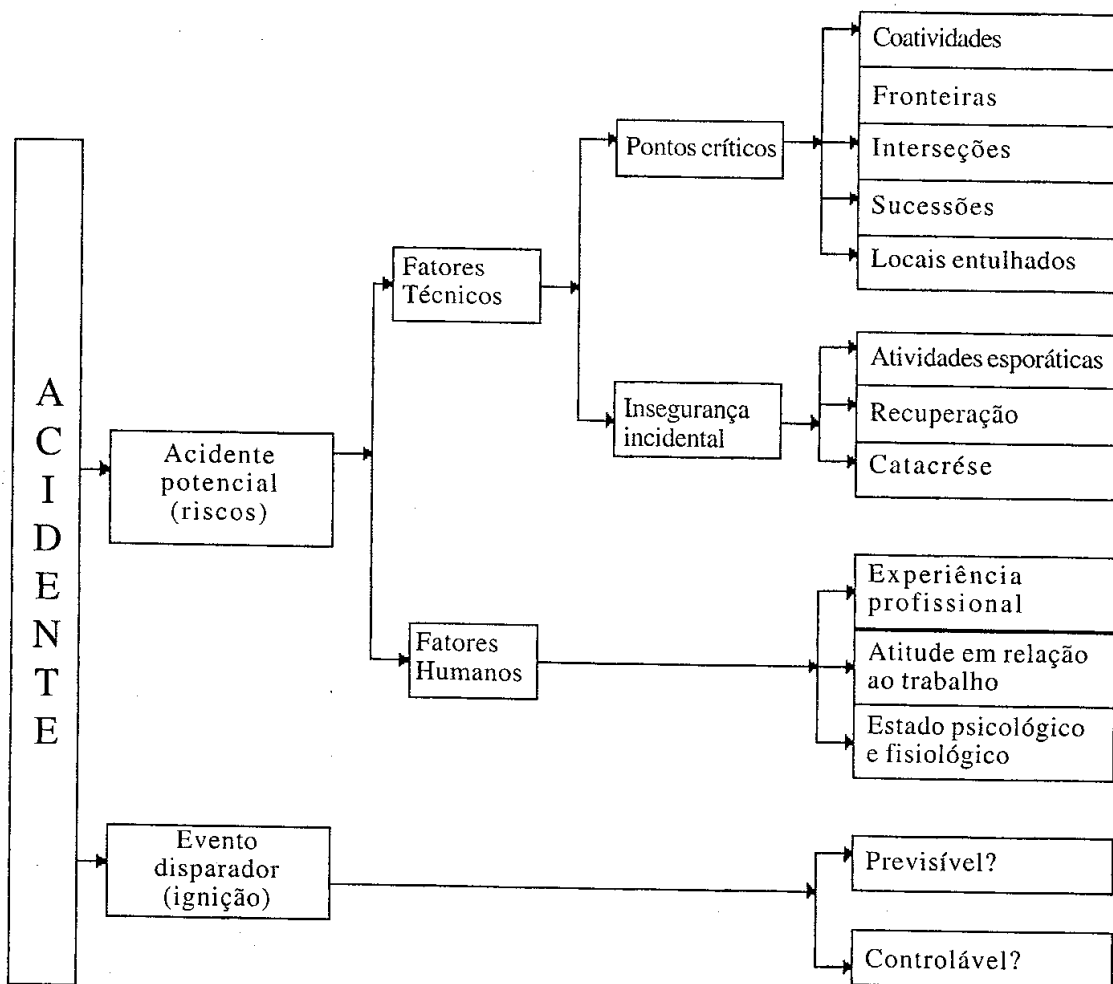 ACIDENTE
Acidente
potencial
(riscos)
Evento
disparador
(ignição)
Fatores
Técnicos
Fatores
Humanos
Pontos críticos
Insegurança
incidental
Coatividades
Fronteiras
Interseções
Sucessões
Locais entulhados
Atividades esporáticas
Recuperação
Catacrése
Experiência
profissional
Atitude em relação
ao trabalho
Estado psicológico
e fisiológico
Previsível?
Controlável?